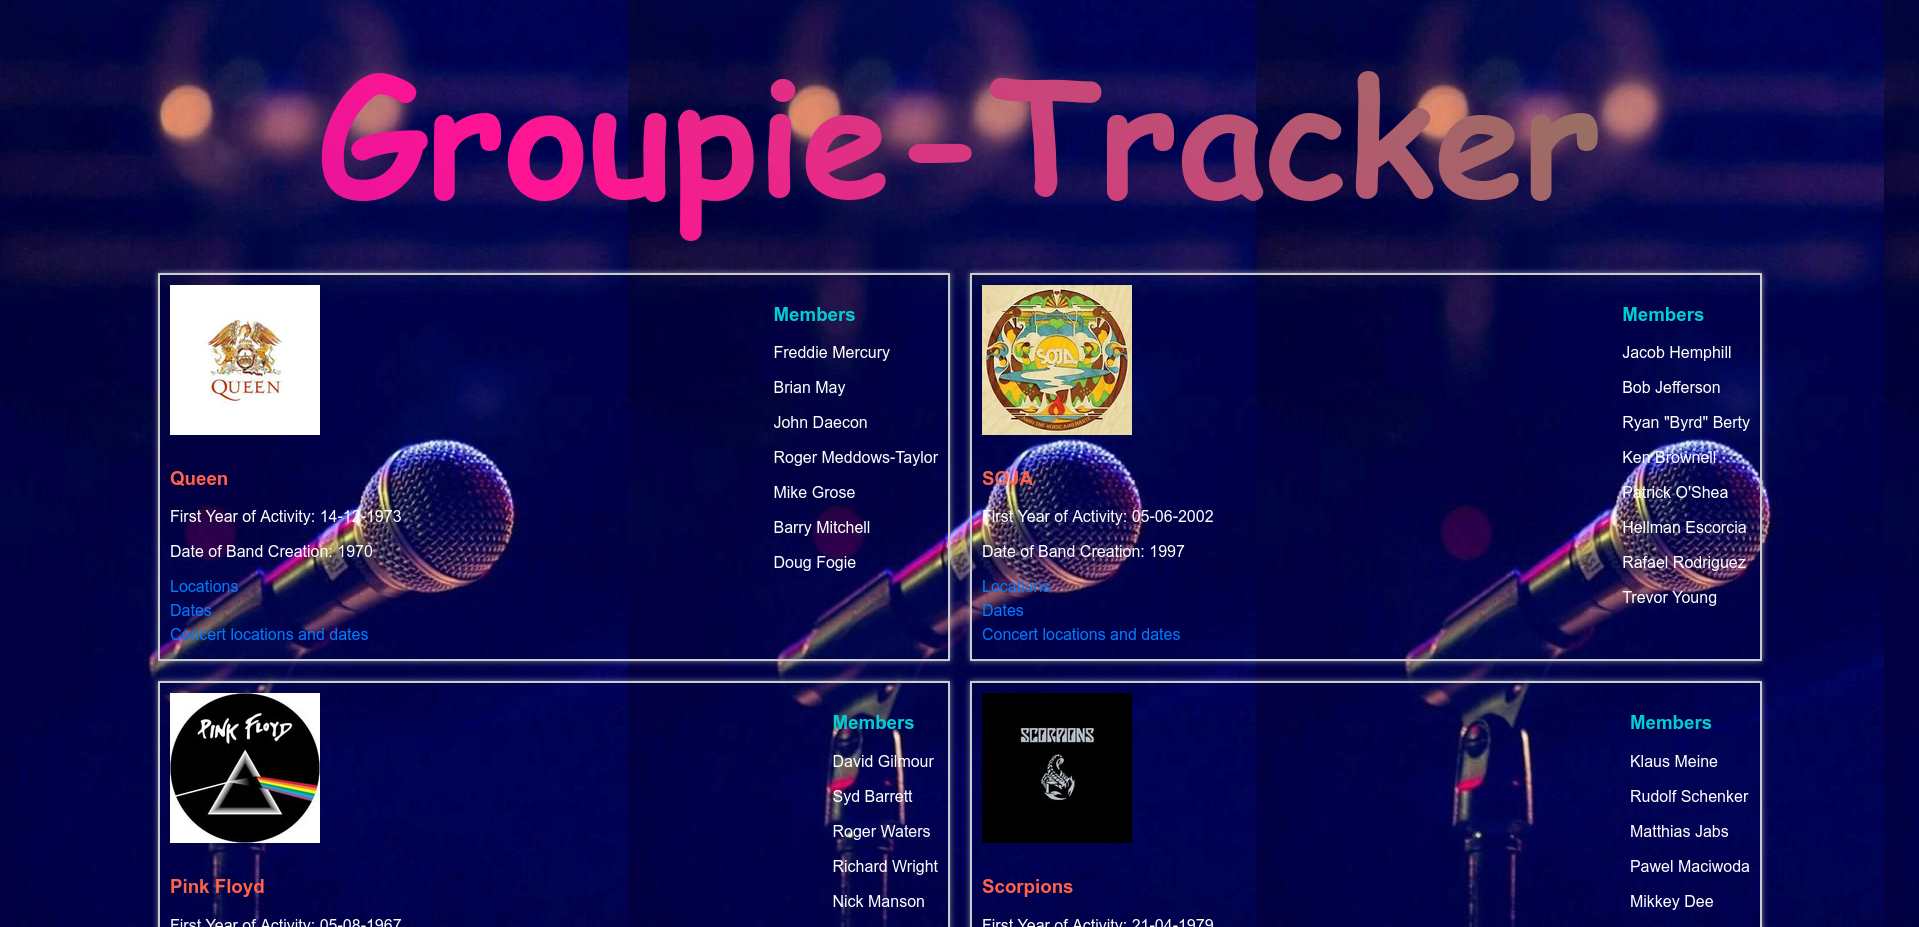 Groupie-Tracker
QUEEN
Queen
First Year of Activity: 14-12-1973
Date of Band Creation: 1970
Locations
Dates
Concert locations and dates
Members
Freddie Mercury
Brian May
John Daecon
Roger Meddows-Taylor
Mike Grose
Barry Mitchell
Doug Fogie
SOJA
SOJA
First Year of Activity: 05-06-2002
Date of Band Creation: 1997
Locations
Dates
Concert locations and dates
Members
Jacob Hemphill
Bob Jefferson
Ryan "Byrd" Berty
Ken Brownell
Patrick O'Shea
Hellman Escorcia
Rafael Rodriguez
Trevor Young
PINK FLOYD
Pink Floyd
First Year of Activity: 05-08-1967
Members
David Gilmour
Syd Barrett
Roger Waters
Richard Wright
Nick Manson
SCORPIONS
Scorpions
First Year of Activity: 21-04-1979
Members
Klaus Meine
Rudolf Schenker
Matthias Jabs
Pawel Maciwoda
Mikkey Dee